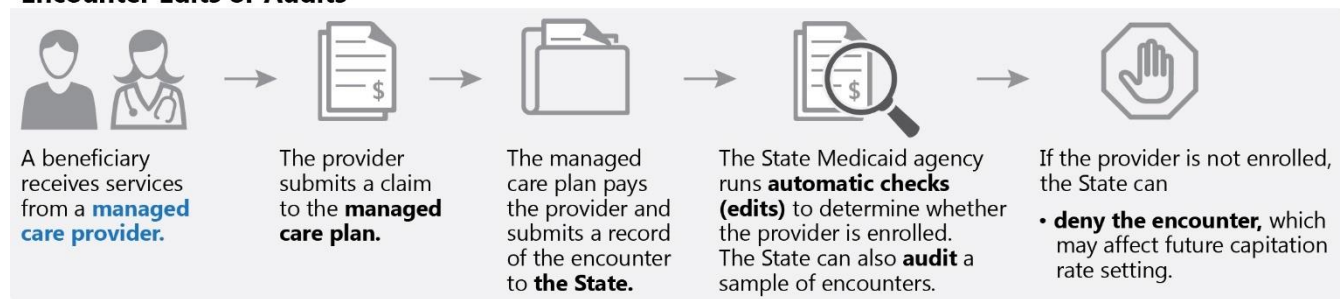 Encounter Edits or Audits
$
$
A beneficiary
receives services
from a managed
care provider.
The provider
submits a claim
to the managed
care plan.
The managed
care plan pays
the provider and
submits a record
of the encounter
to the State.
The State Medicaid agency
runs automatic checks
(edits) to determine whether
the provider is enrolled.
The State can also audit a
sample of encounters.
If the provider is not enrolled,
the State can
• deny the encounter, which
may affect future capitation
rate setting.